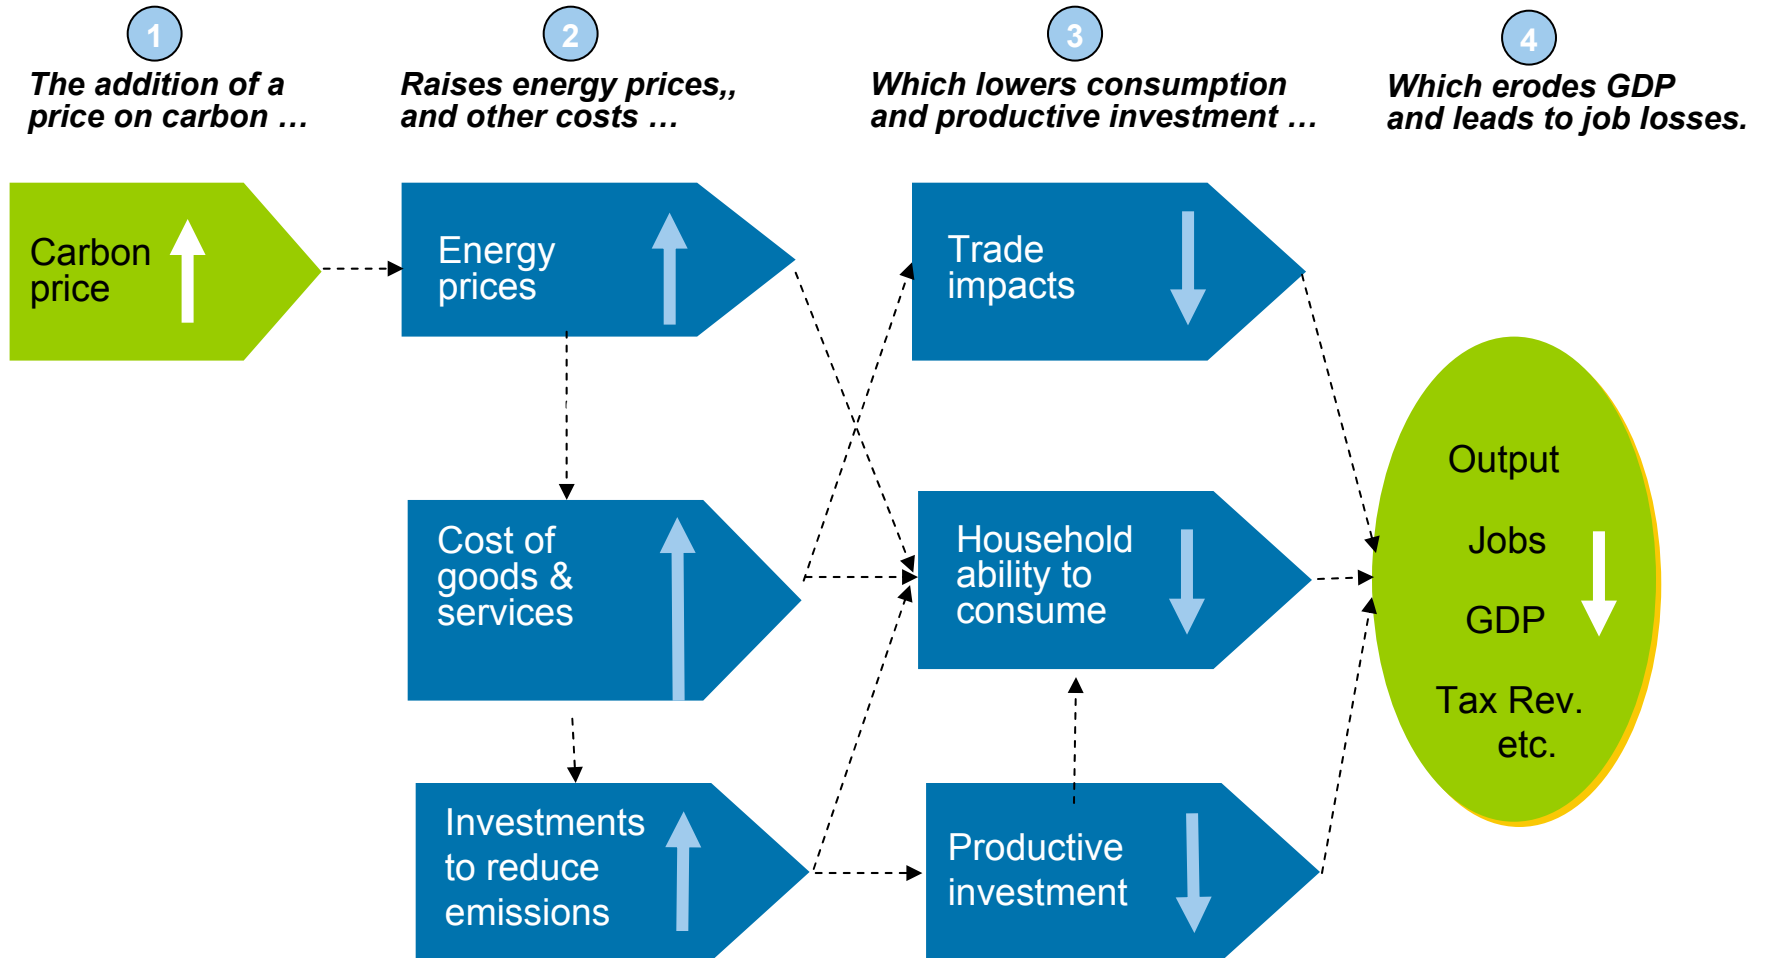 1
The addition of a
price on carbon …
2
Raises energy prices,,
and other costs …
3
Which lowers consumption
and productive investment …
4
Which erodes GDP
and leads to job losses.
Carbon
price
Energy
prices
Trade
impacts
Cost of
goods &
services
Household
ability to
consume
Investments
to reduce
emissions
Productive
investment
Output
Jobs
GDP
Tax Rev.
etc.